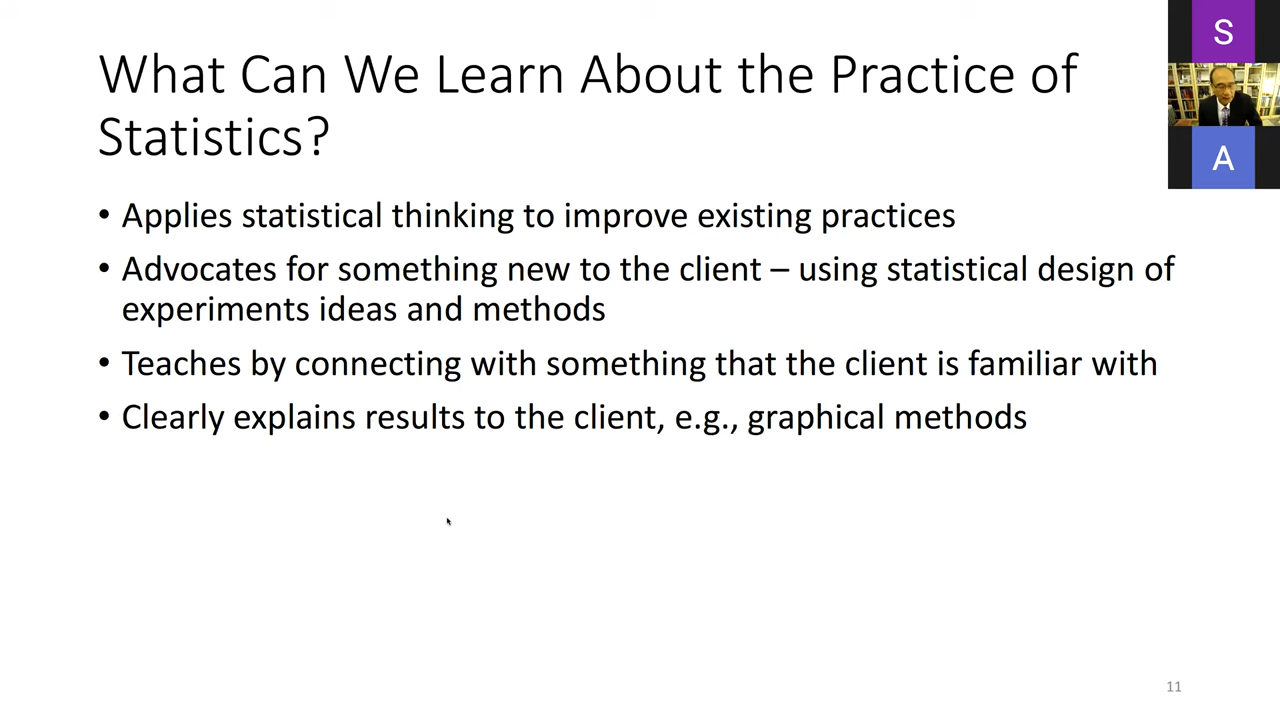 What Can We Learn About the Practice of
Statistics?
• Applies statistical thinking to improve existing practices
• Advocates for something new to the client – using statistical design of
experiments ideas and methods
• Teaches by connecting with something that the client is familiar with
• Clearly explains results to the client, e.g., graphical methods
S
A
11